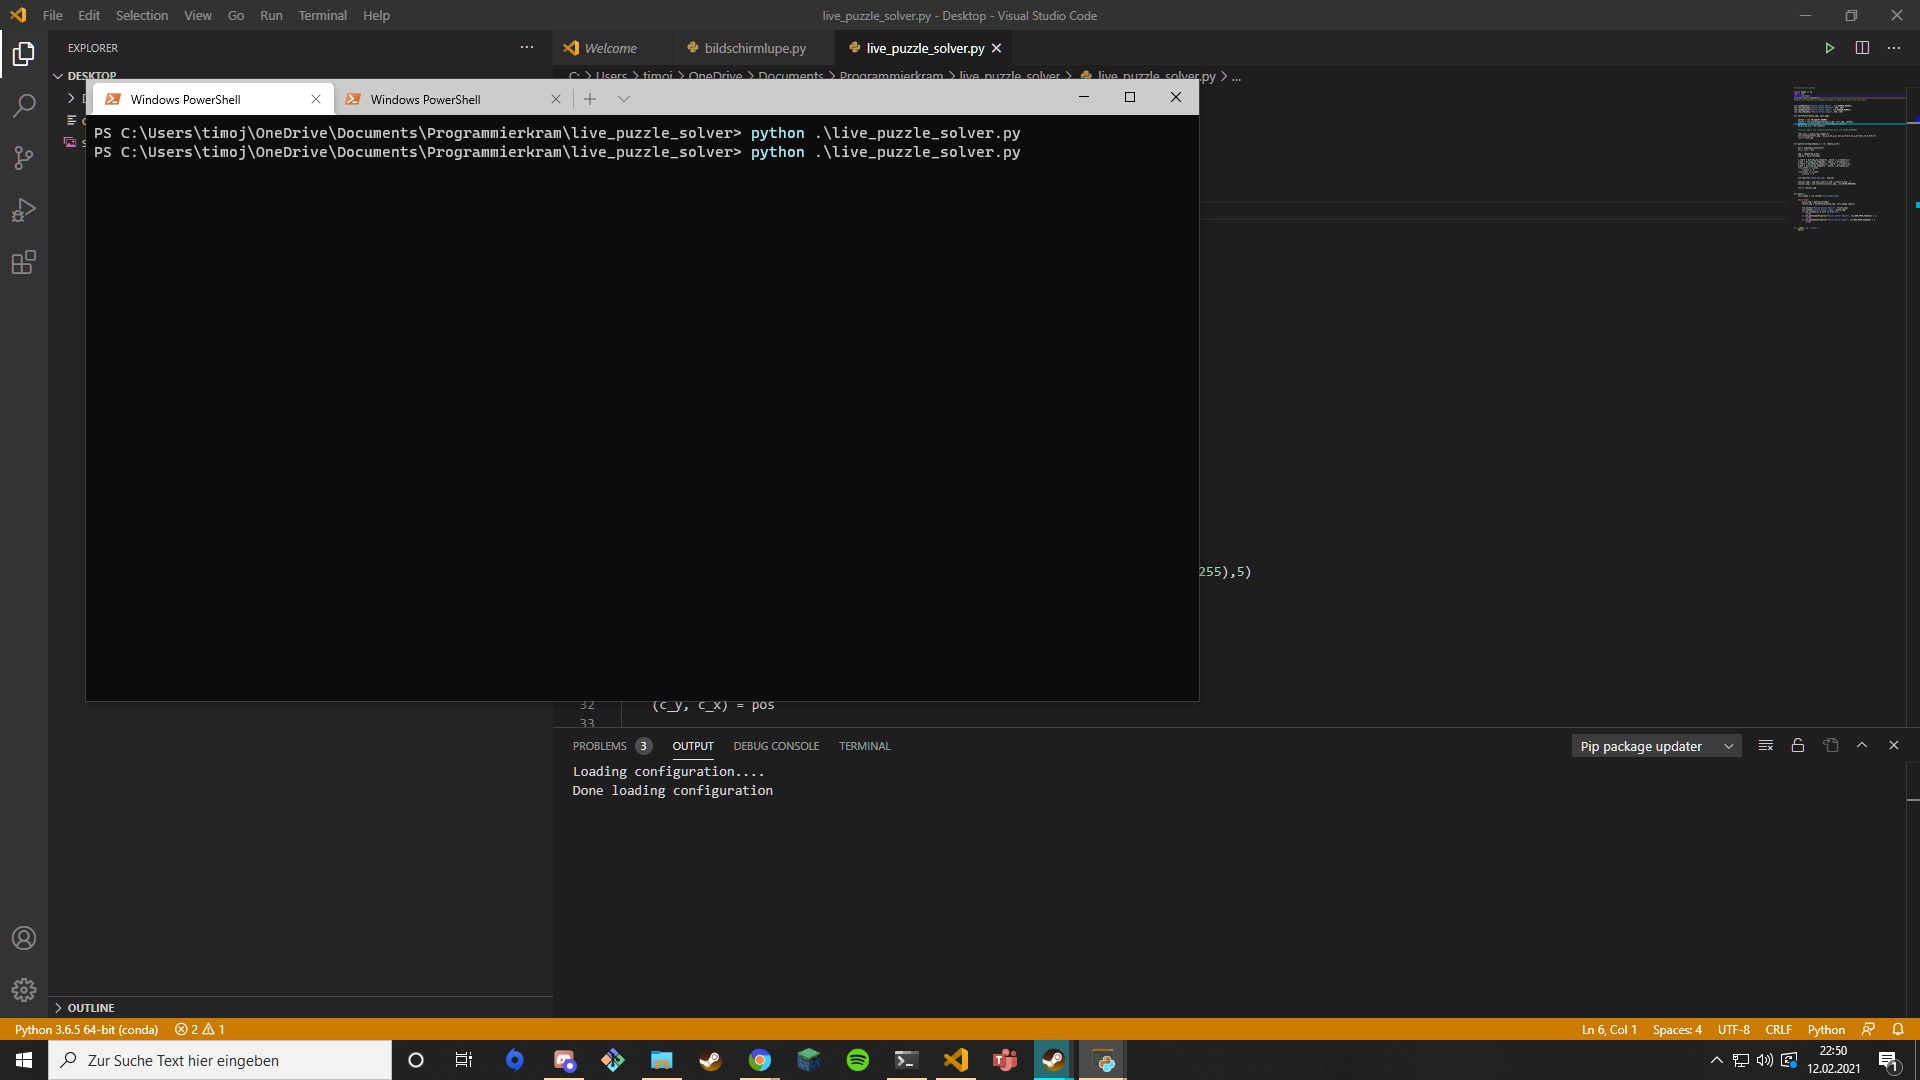 File Edit Selection View Go Run Terminal Help
live_puzzle_solver.py - Desktop - Visual Studio Code
EXPLORER
Welcome
bildschirmlupe.py
live_puzzle_solver.py
DESKTOP
C: > Users > timoj > OneDrive > Documents > Programmierkram > live_puzzle_solver > live_puzzle_solver.py > ...
Windows PowerShell
Windows PowerShell
PS C:\Users\timoj\OneDrive\Documents\Programmierkram\live_puzzle_solver> python .\live_puzzle_solver.py
PS C:\Users\timoj\OneDrive\Documents\Programmierkram\live_puzzle_solver> python .\live_puzzle_solver.py
255),5)
32 (c_y, c_x) = pos
33
PROBLEMS 3 OUTPUT DEBUG CONSOLE TERMINAL
Pip package updater
Loading configuration....
Done loading configuration
OUTLINE
Python 3.6.5 64-bit (conda) 2 1
Ln 6, Col 1 Spaces: 4 UTF-8 CRLF Python
Zur Suche Text hier eingeben
22:50
12.02.2021
1